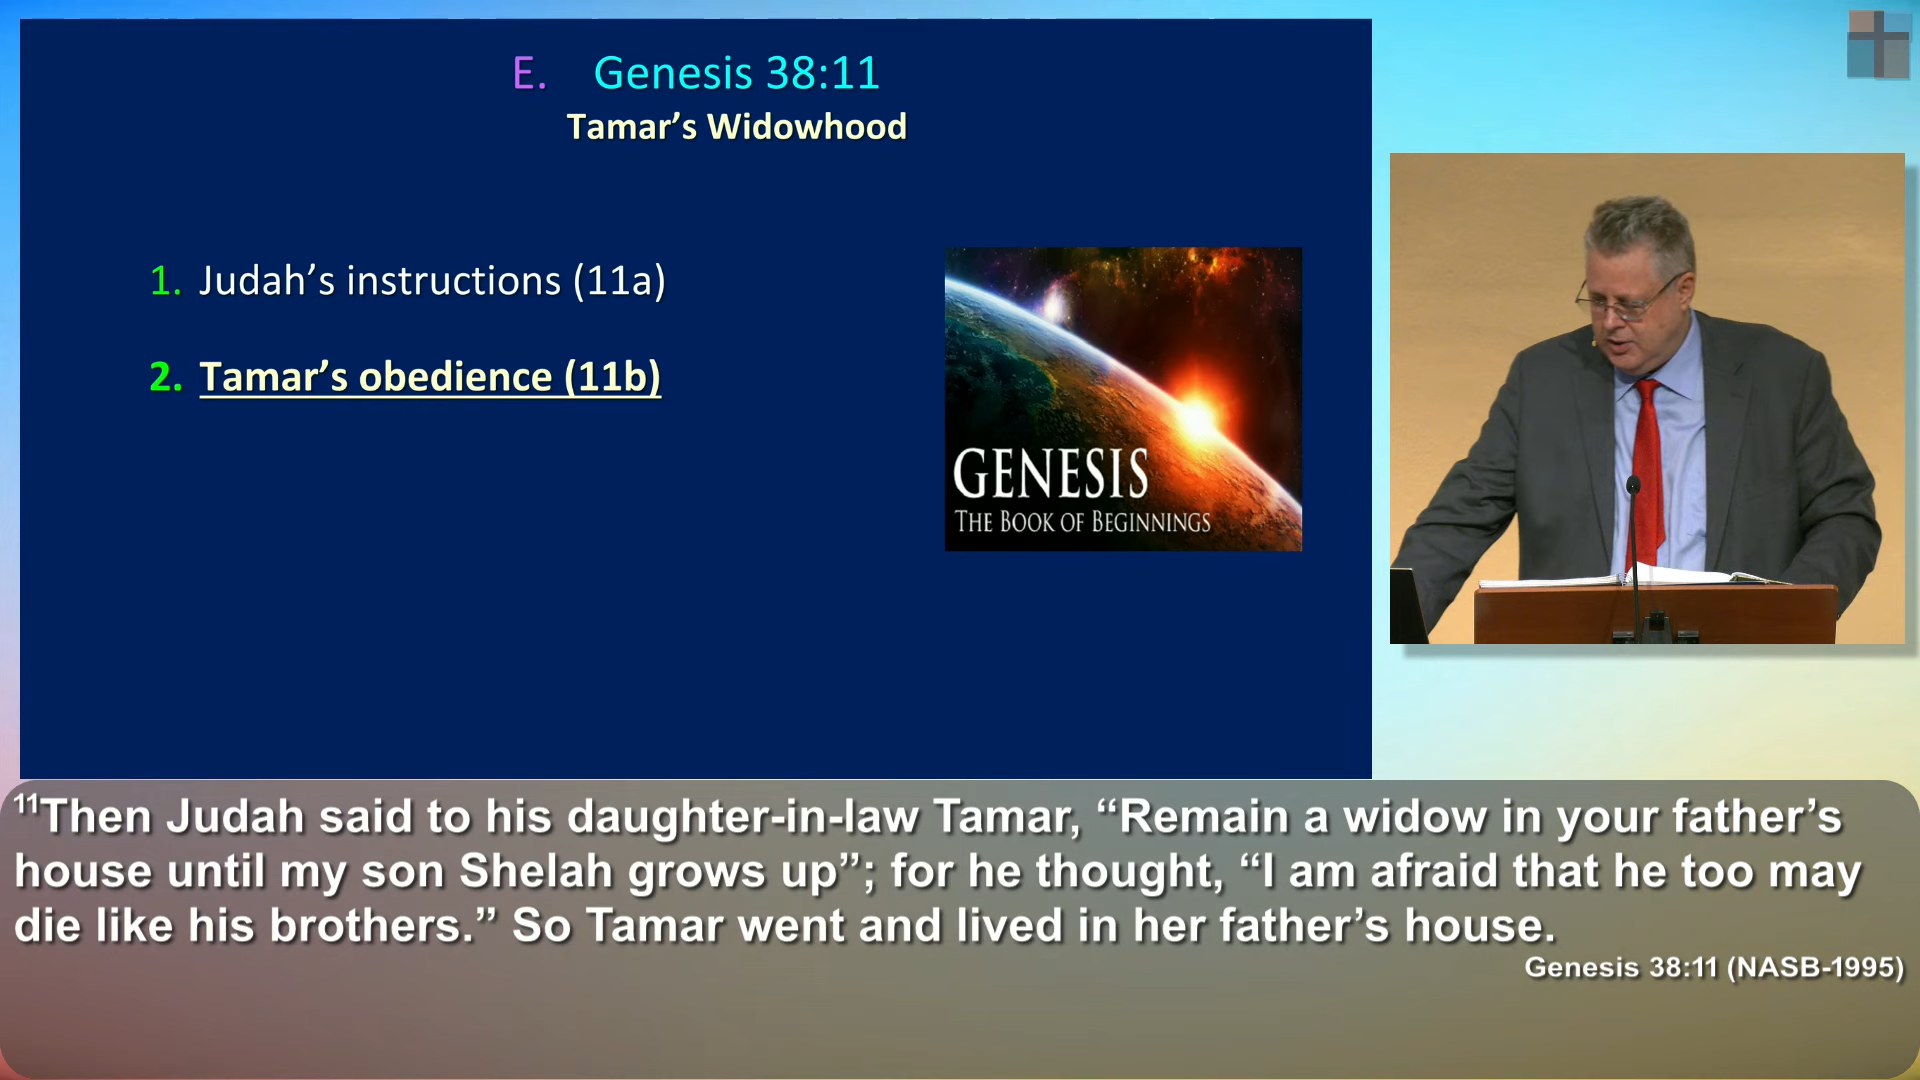 E. Genesis 38:11
Tamar’s Widowhood
1. Judah’s instructions (11a)
2. Tamar’s obedience (11b)
GENESIS
THE BOOK OF BEGINNINGS
11Then Judah said to his daughter-in-law Tamar, “Remain a widow in your father’s
house until my son Shelah grows up”; for he thought, “I am afraid that he too may
die like his brothers.” So Tamar went and lived in her father’s house.
Genesis 38:11 (NASB-1995)